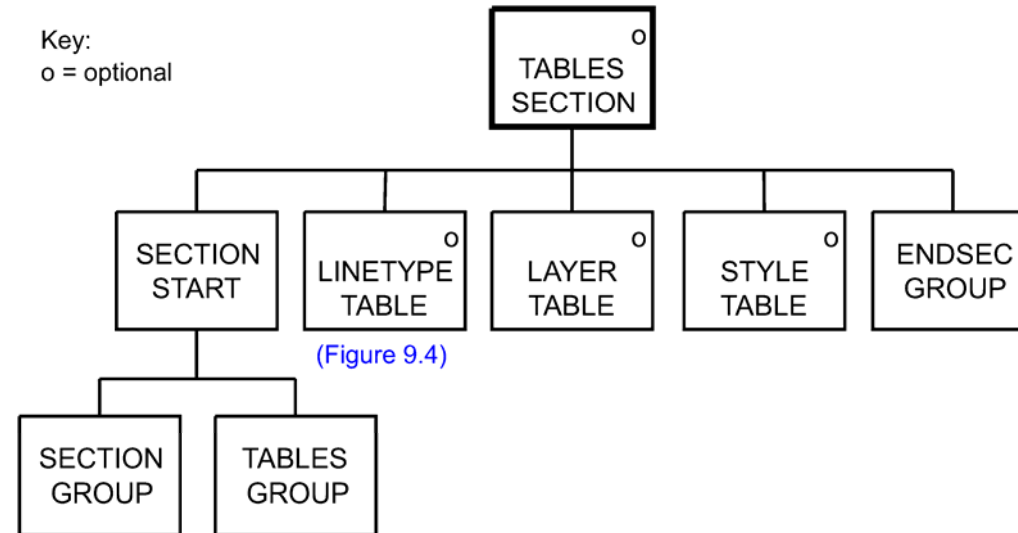 Key:
o = optional
o
TABLES
SECTION
SECTION
START
o
LINETYPE
TABLE
(Figure 9.4)
o
LAYER
TABLE
o
STYLE
TABLE
ENDSEC
GROUP
SECTION
GROUP
TABLES
GROUP